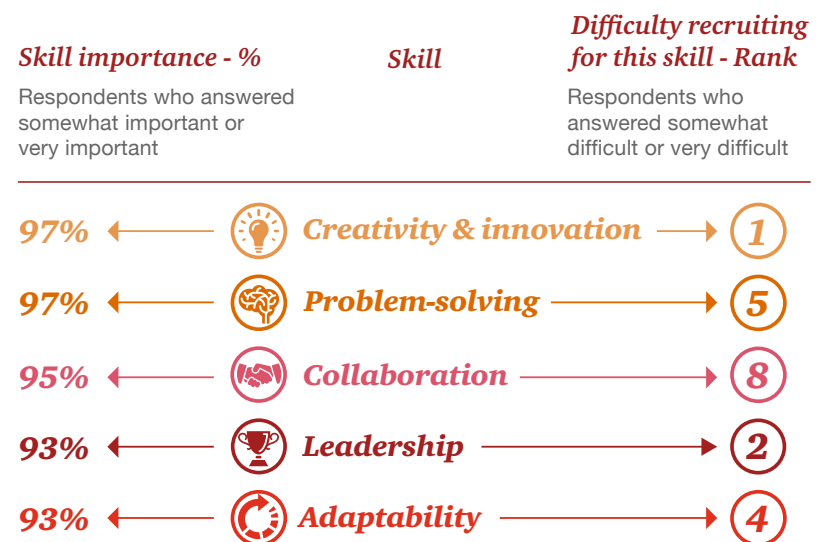 Skill importance - %
Respondents who answered
somewhat important or
very important
Skill
Difficulty recruiting
for this skill - Rank
Respondents who
answered somewhat
difficult or very difficult
97% Creativity & innovation 1
97% Problem-solving 5
95% Collaboration 8
93% Leadership 2
93% Adaptability 4